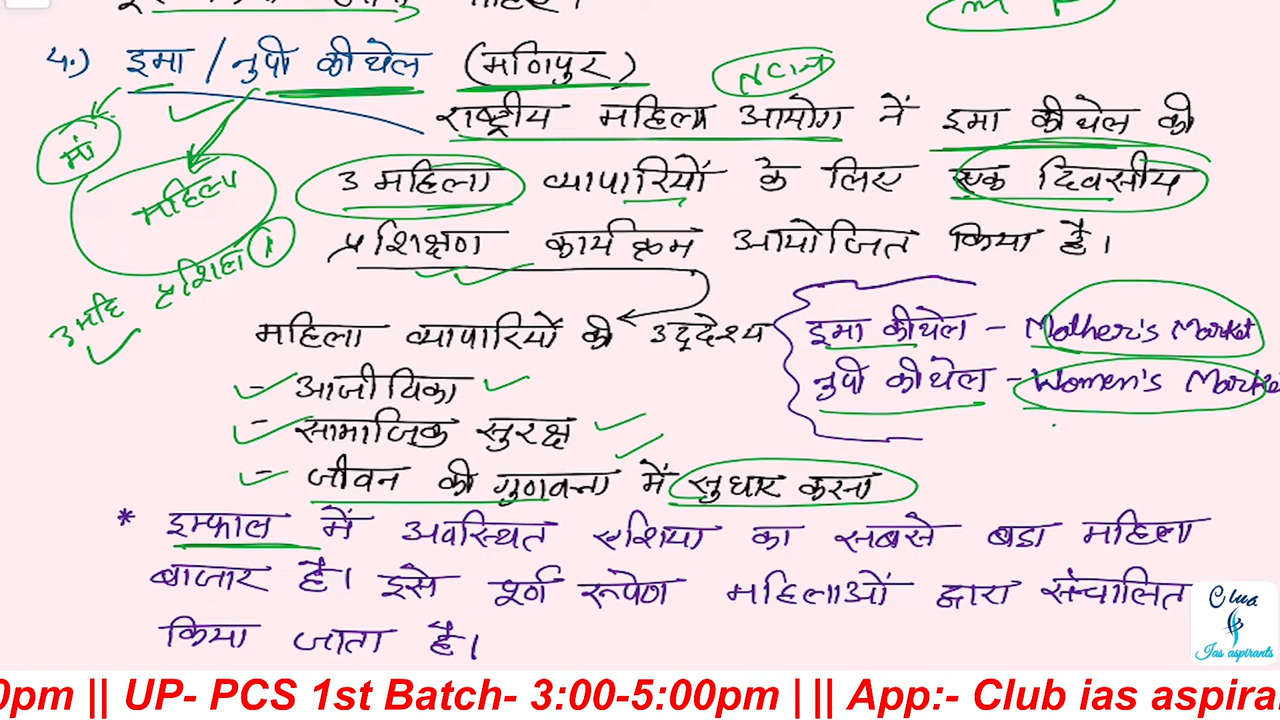 4.) इमा / नुपी कीथेल (मणिपुर)
राष्ट्रीय महिला आयोग नें इमा कीथेल की
3 महिला व्यापारियों के लिए एक दिवसीय
प्रशिक्षण कार्यक्रम आयोजित किया है।
मां
महिला
3 महि प्रशिक्षा
महिला व्यापारियों की उद्देश्य
इमा कीथेल - Mother's Market
नुपी कीथेल - Women's Market
- आजीविका
- सामाजिक सुरक्ष
- जीवन की गुणवत्ता में सुधार करना
* इम्फाल में अवस्थित एशिया का सबसे बडा महिला
बाजार है। इसे पूर्ण रूपेण महिलाओं द्वारा संचालित
किया जाता है।
Club
Ias aspirants
0pm || UP- PCS 1st Batch- 3:00-5:00pm | || App:- Club ias aspira